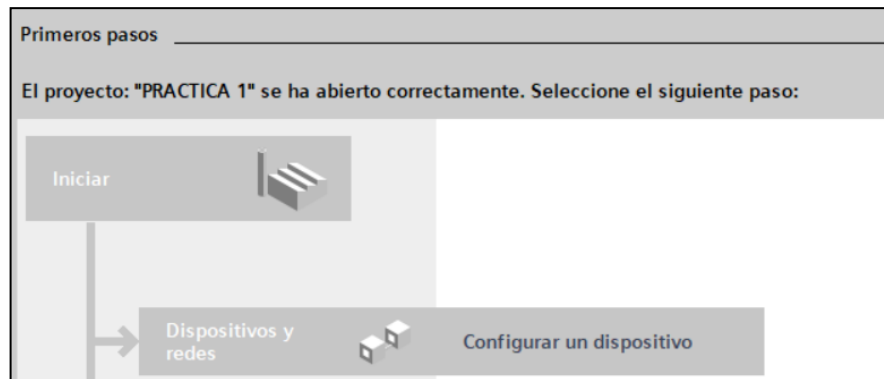 Primeros pasos
El proyecto: "PRACTICA 1" se ha abierto correctamente. Seleccione el siguiente paso:
Iniciar
Dispositivos y
redes
Configurar un dispositivo